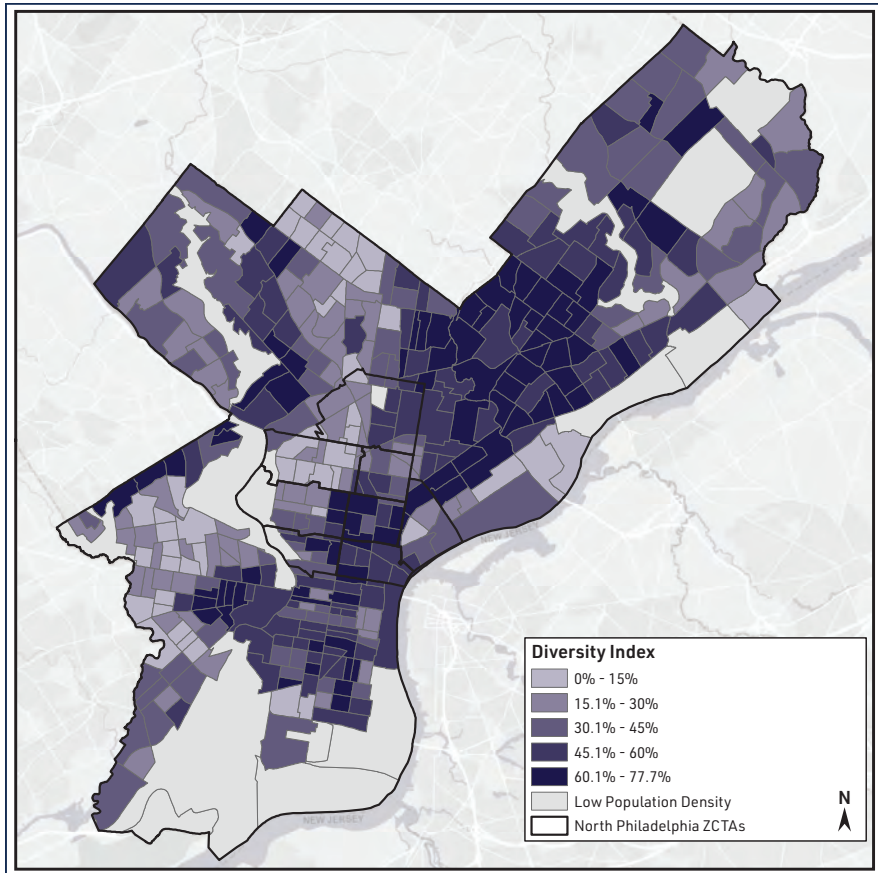 NEW JERSEY
Diversity Index
0% - 15%
15.1% - 30%
30.1% - 45%
45.1% - 60%
60.1% - 77.7%
Low Population Density
North Philadelphia ZCTAs
N
NEW JERSEY